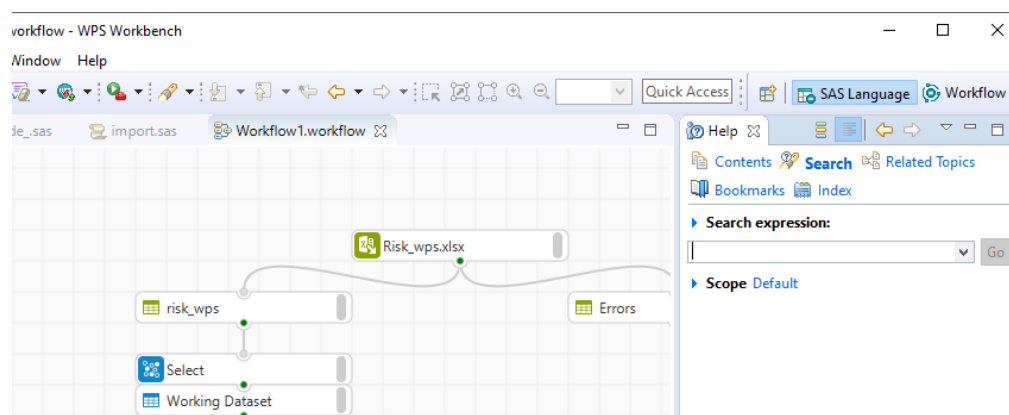 workflow - WPS Workbench
Window Help
Quick Access
SAS Language
Workflow
de_.sas
import.sas
Workflow1.workflow
Help
Contents
Search
Related Topics
Bookmarks
Index
Search expression:
Go
Scope Default
Risk_wps.xlsx
risk_wps
Errors
Select
Working Dataset